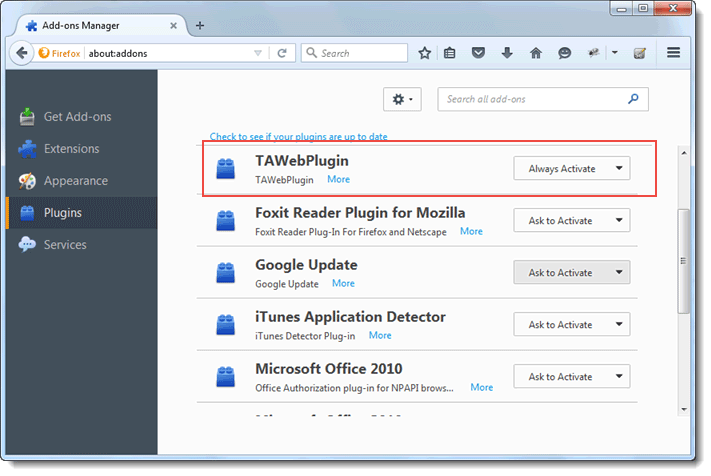 Add-ons Manager
Firefox about:addons Search
Get Add-ons
Extensions
Appearance
Plugins
Services
Search all add-ons
Check to see if your plugins are up to date
TAWebPlugin
TAWebPlugin More
Always Activate
Foxit Reader Plugin for Mozilla
Foxit Reader Plug-In For Firefox and Netscape More
Ask to Activate
Google Update
Google Update More
Ask to Activate
iTunes Application Detector
iTunes Detector Plug-in More
Ask to Activate
Microsoft Office 2010
Office Authorization plug-in for NPAPI brows... More
Ask to Activate